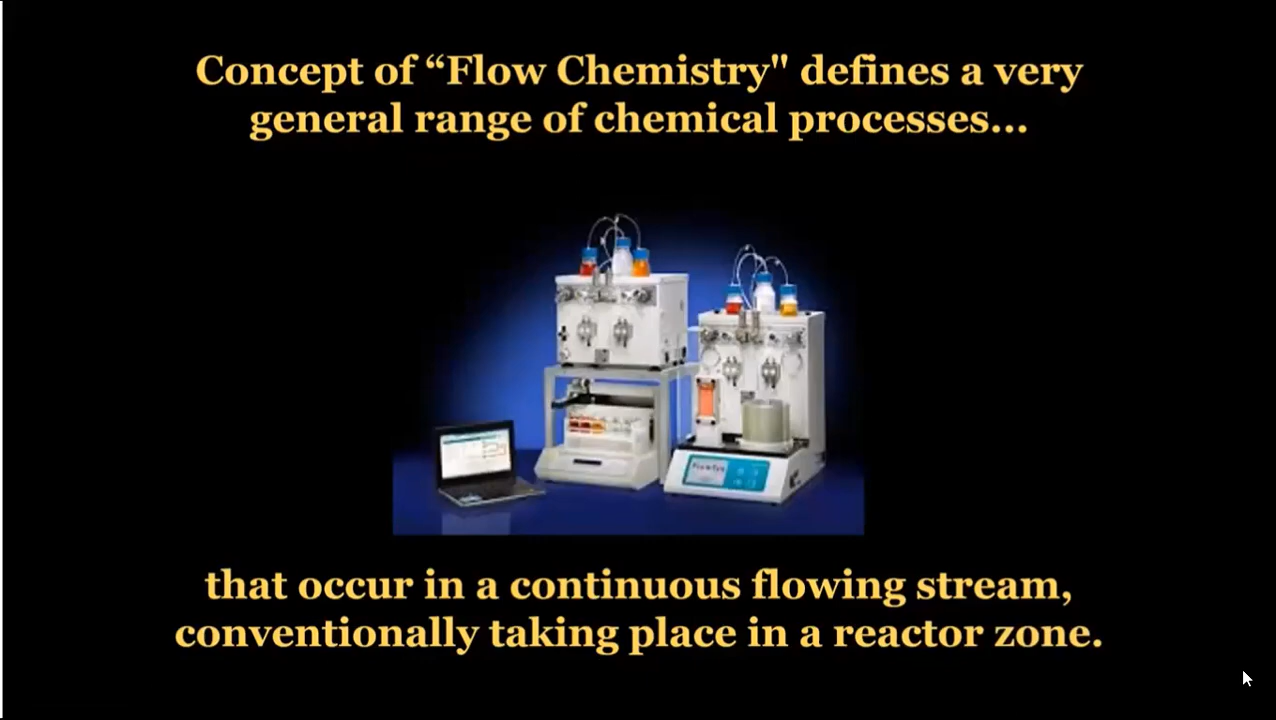 Concept of “Flow Chemistry" defines a very
general range of chemical processes...
that occur in a continuous flowing stream,
conventionally taking place in a reactor zone.